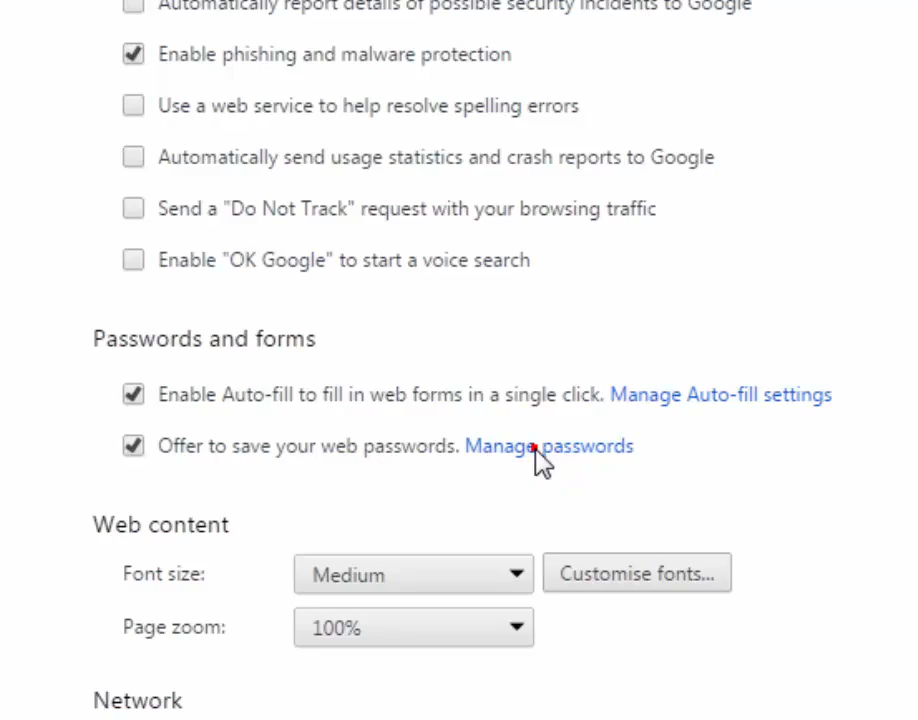 Automatically report details of possible security incidents to Google
Enable phishing and malware protection
Use a web service to help resolve spelling errors
Automatically send usage statistics and crash reports to Google
Send a "Do Not Track" request with your browsing traffic
Enable "OK Google" to start a voice search
Passwords and forms
Enable Auto-fill to fill in web forms in a single click. Manage Auto-fill settings
Offer to save your web passwords. Manage passwords
Web content
Font size: Medium Customise fonts...
Page zoom: 100%
Network